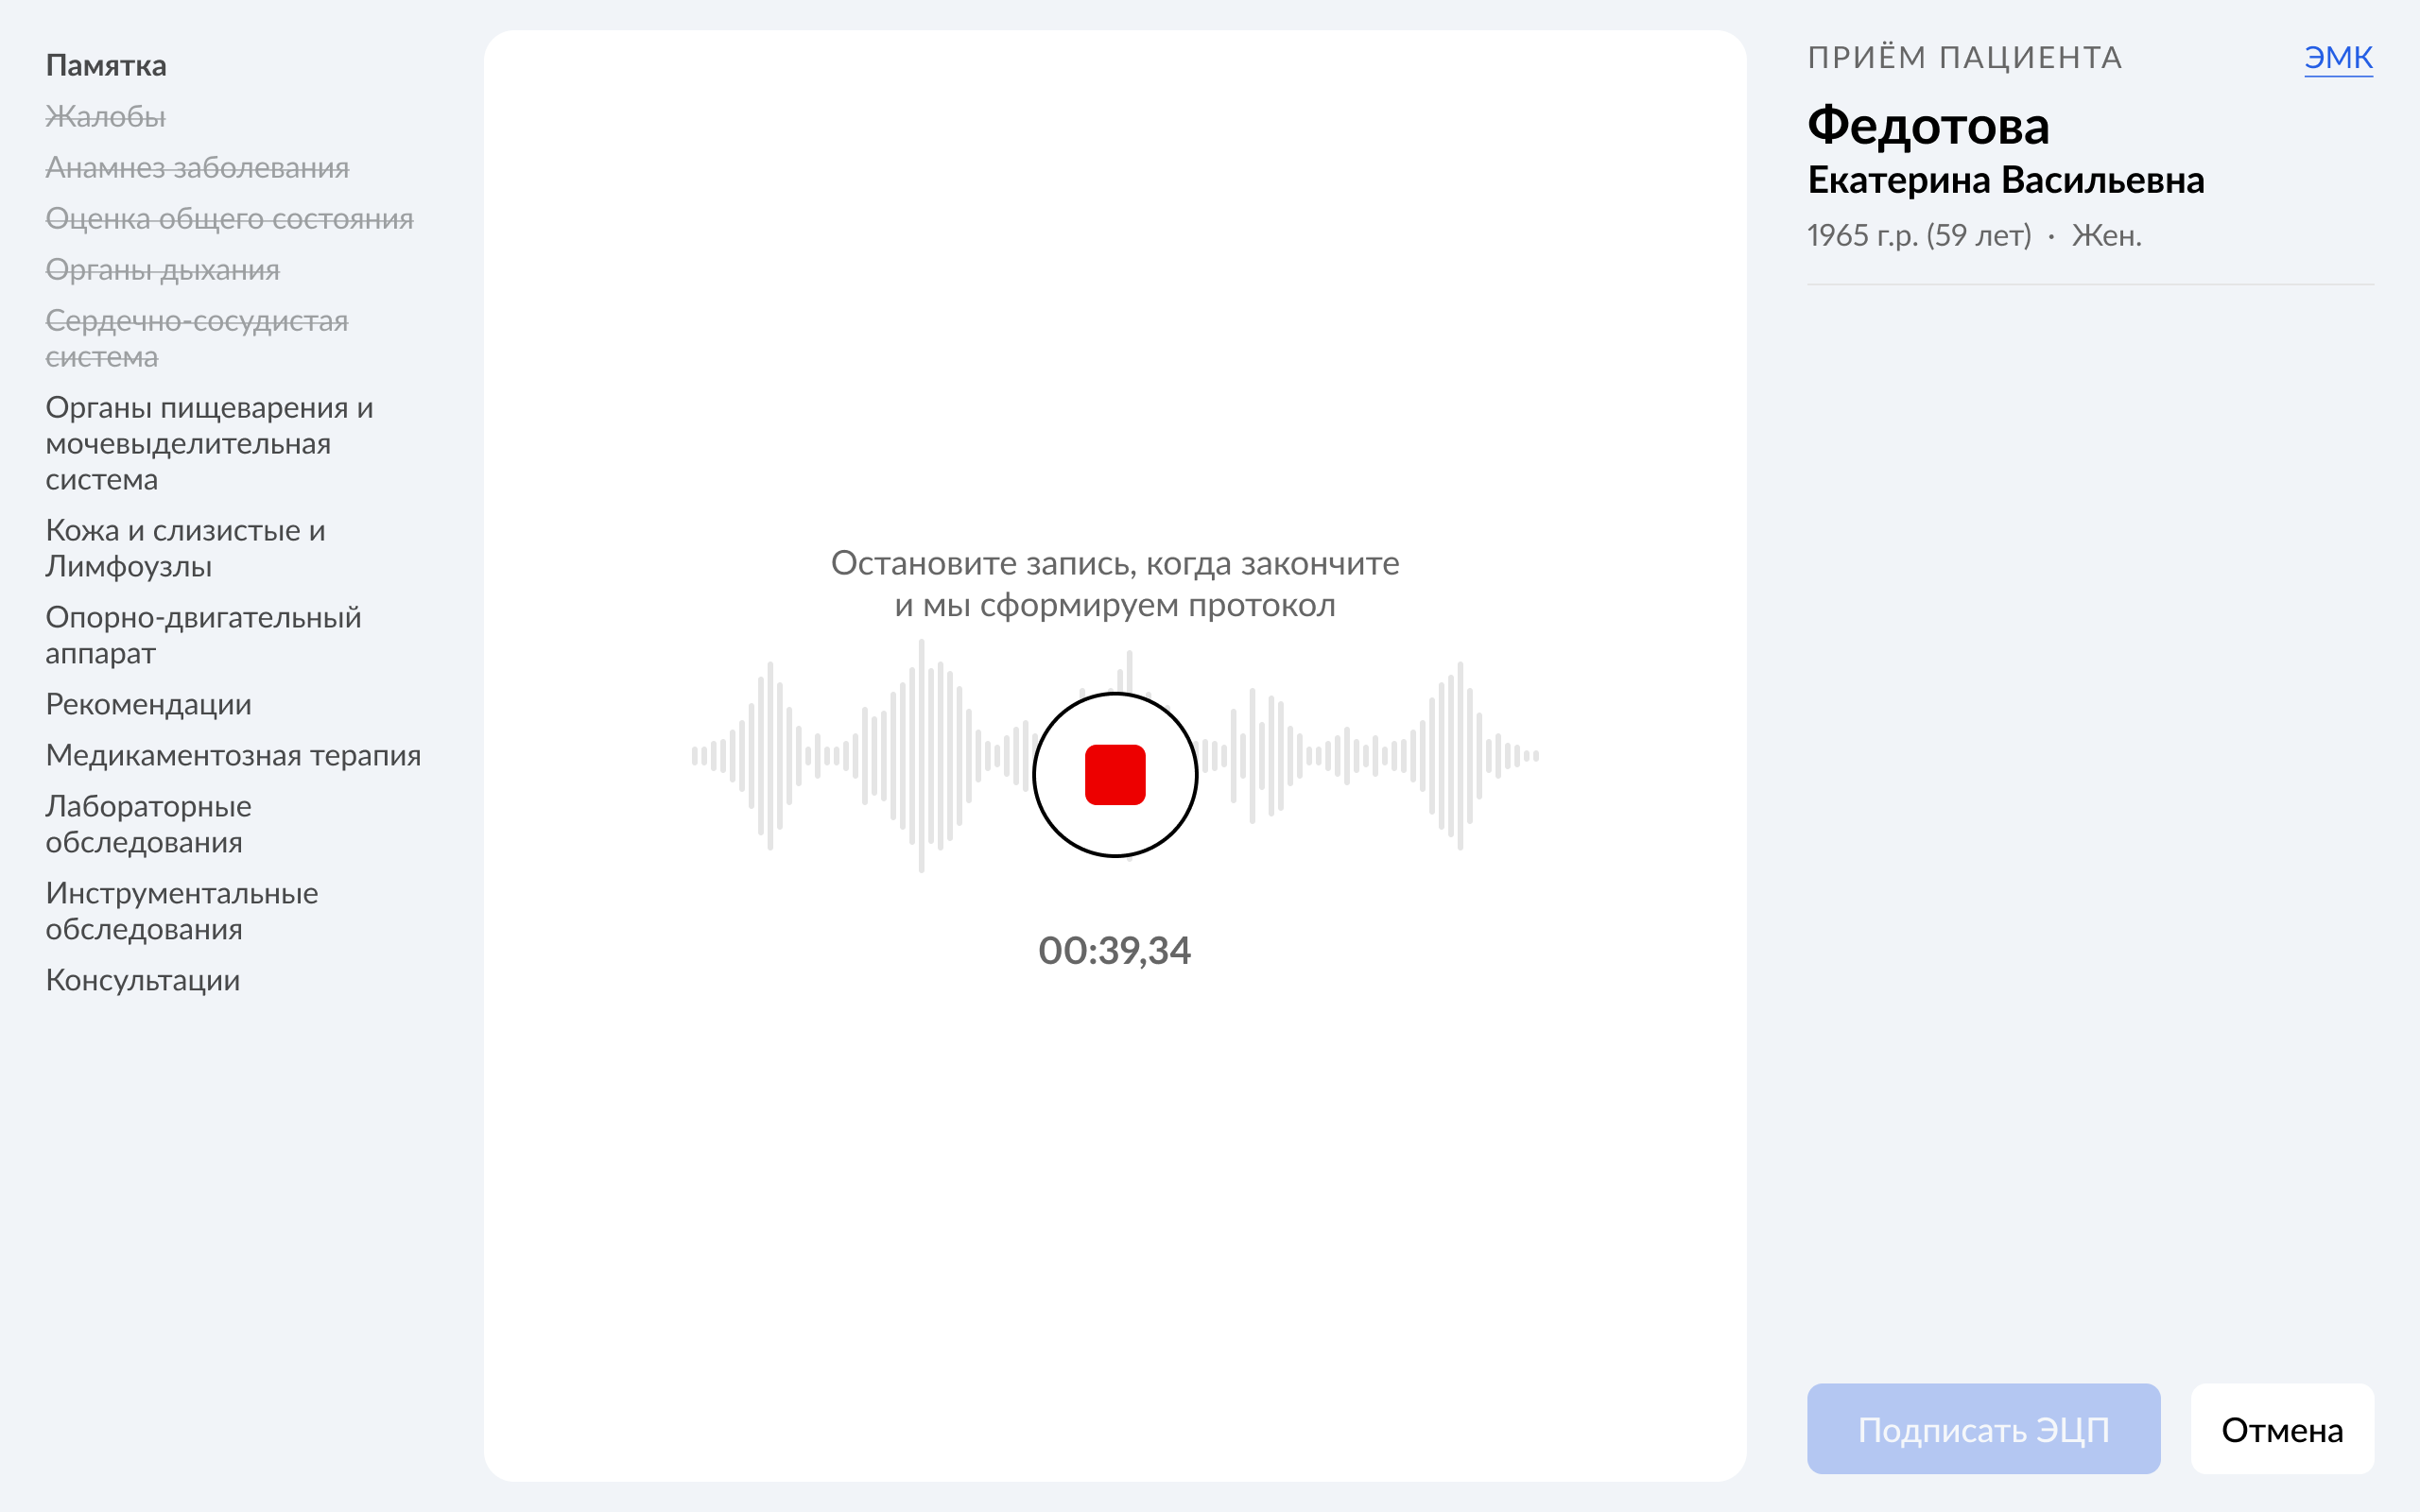 Памятка
Жалобы
Анамнез заболевания
Оценка общего состояния
Органы дыхания
Сердечно-сосудистая
система
Органы пищеварения и
мочевыделительная
система
Кожа и слизистые и
Лимфоузлы
Опорно-двигательный
аппарат
Рекомендации
Медикаментозная терапия
Лабораторные
обследования
Инструментальные
обследования
Консультации
Остановите запись, когда закончите
и мы сформируем протокол
00:39,34
ПРИЁМ ПАЦИЕНТА ЭМК
Федотова
Екатерина Васильевна
1965 г.р. (59 лет) · Жен.
Подписать ЭЦП Отмена